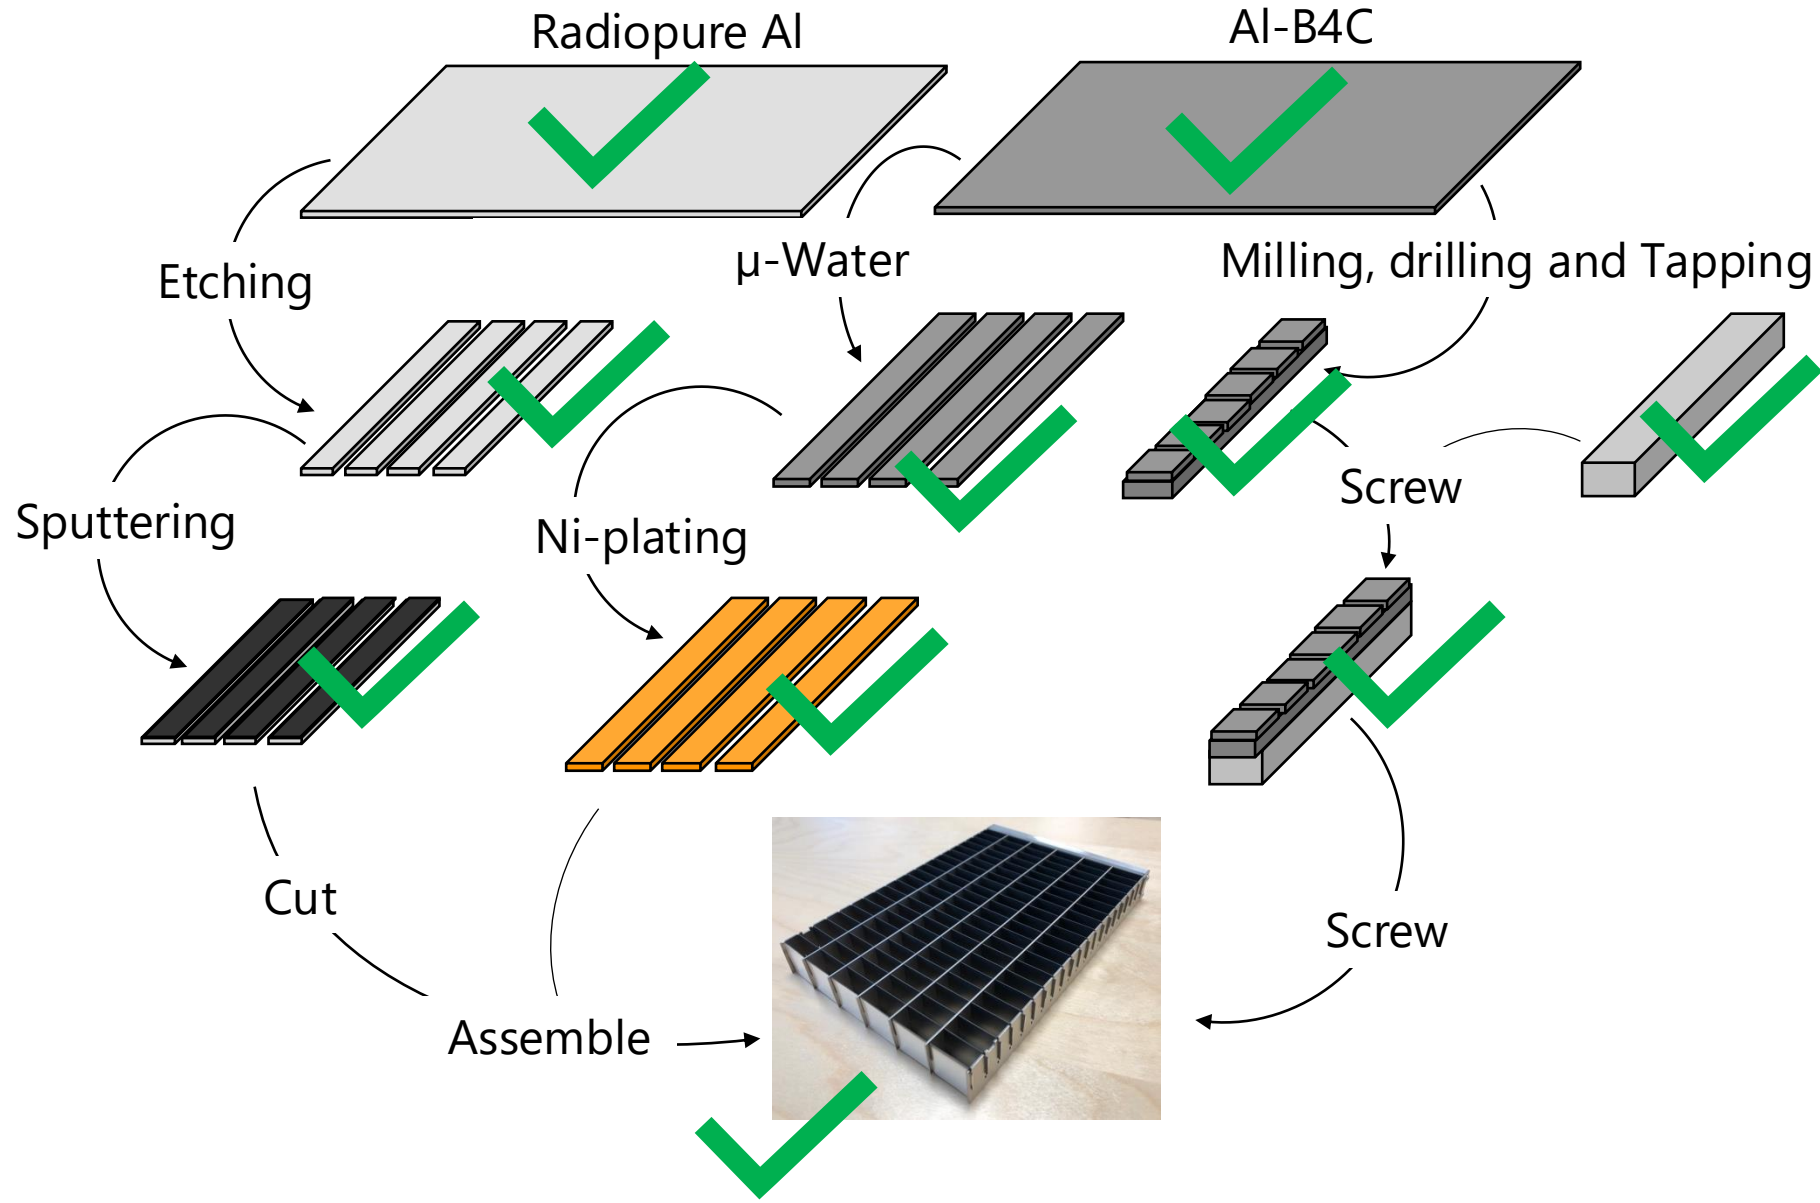 Radiopure Al
Al-B4C
Etching
μ-Water
Milling, drilling and Tapping
Sputtering
Ni-plating
Screw
Cut
Screw
Assemble